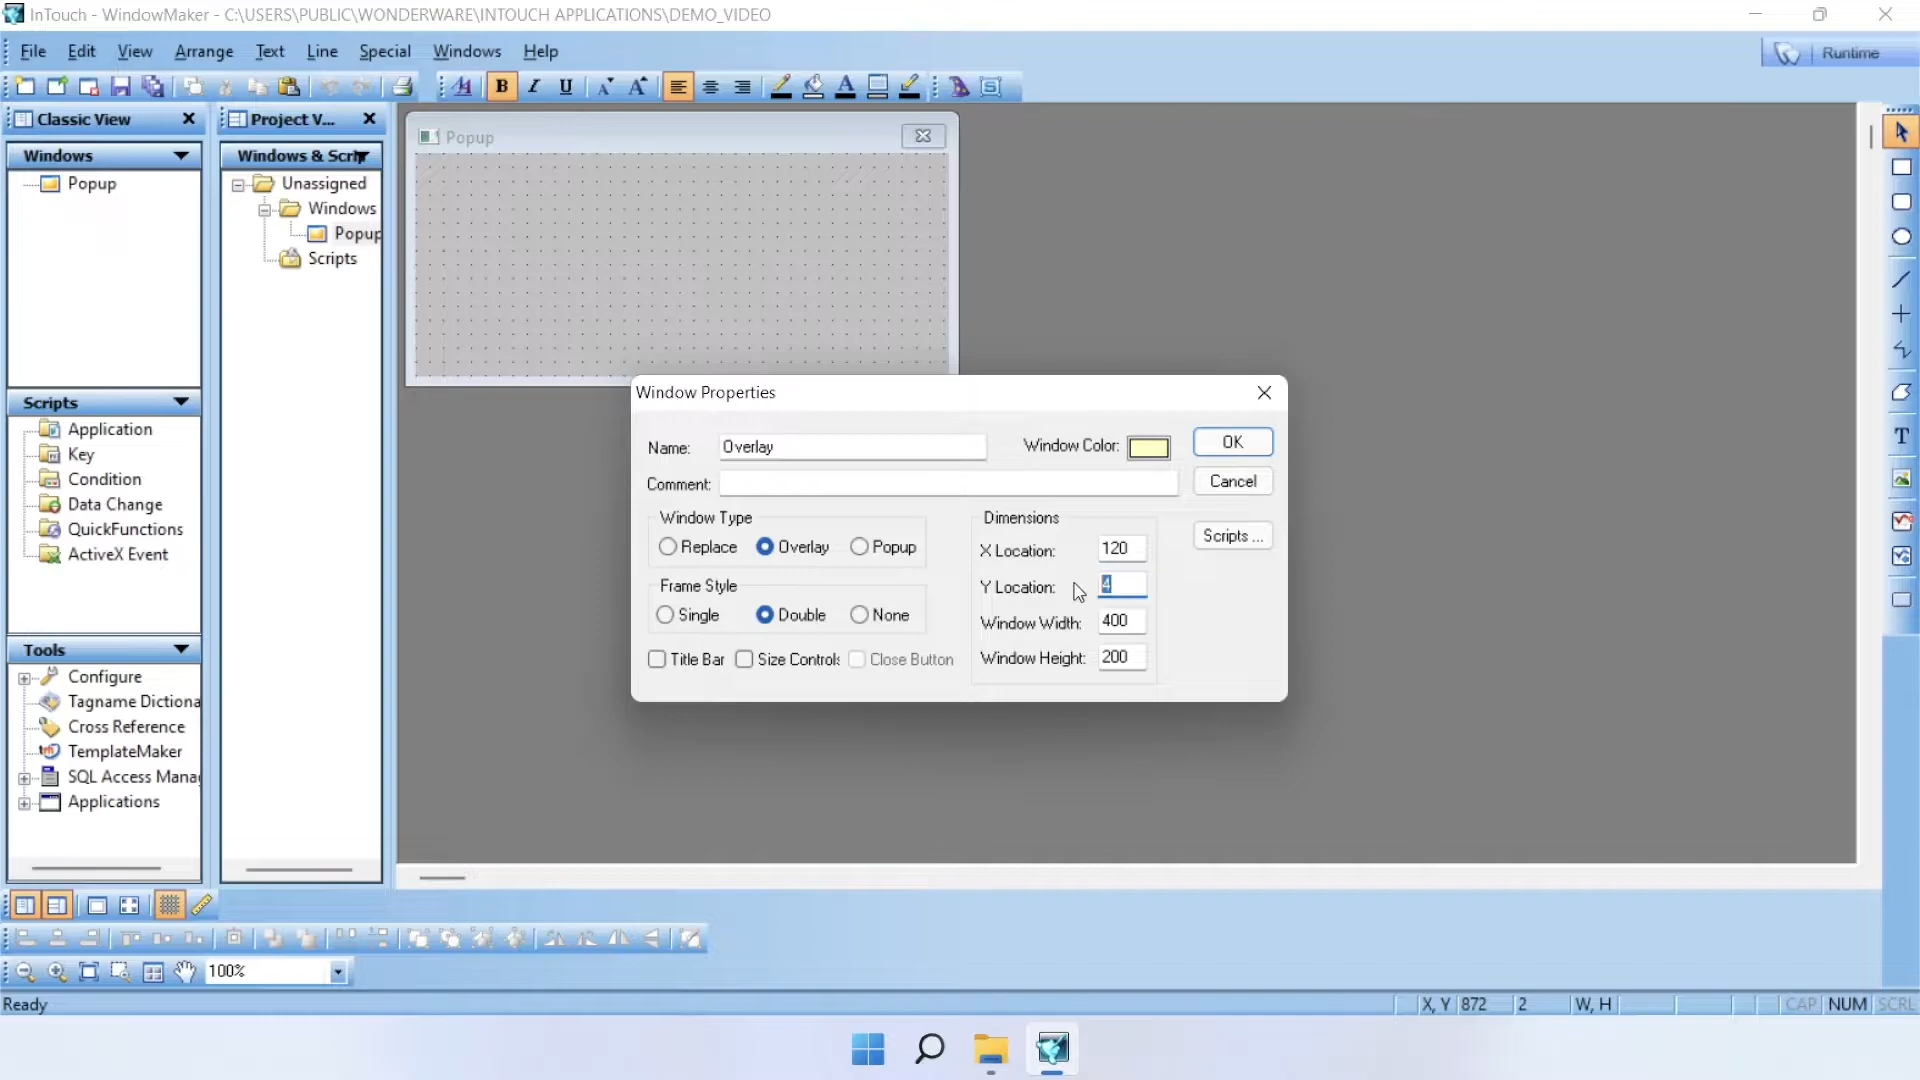 InTouch - WindowMaker - C:\USERS\PUBLIC\WONDERWARE\INTOUCH APPLICATIONS\DEMO_VIDEO
File Edit View Arrange Text Line Special Windows Help
Runtime
Classic View
Windows
Popup
Scripts
Application
Key
Condition
Data Change
QuickFunctions
ActiveX Event
Tools
Configure
Tagname Dictiona
Cross Reference
TemplateMaker
SQL Access Mana
Applications
Project V...
Windows & Scrip
Unassigned
Windows
Popup
Scripts
Popup
Window Properties
Name: Overlay
Window Color:
OK
Comment:
Cancel
Window Type
Replace Overlay Popup
Frame Style
Single Double None
Title Bar Size Controls Close Button
Dimensions
X Location: 120
Y Location: 4
Window Width: 400
Window Height: 200
Scripts ...
100%
Ready
X, Y 872 2 W, H CAP NUM SCRL